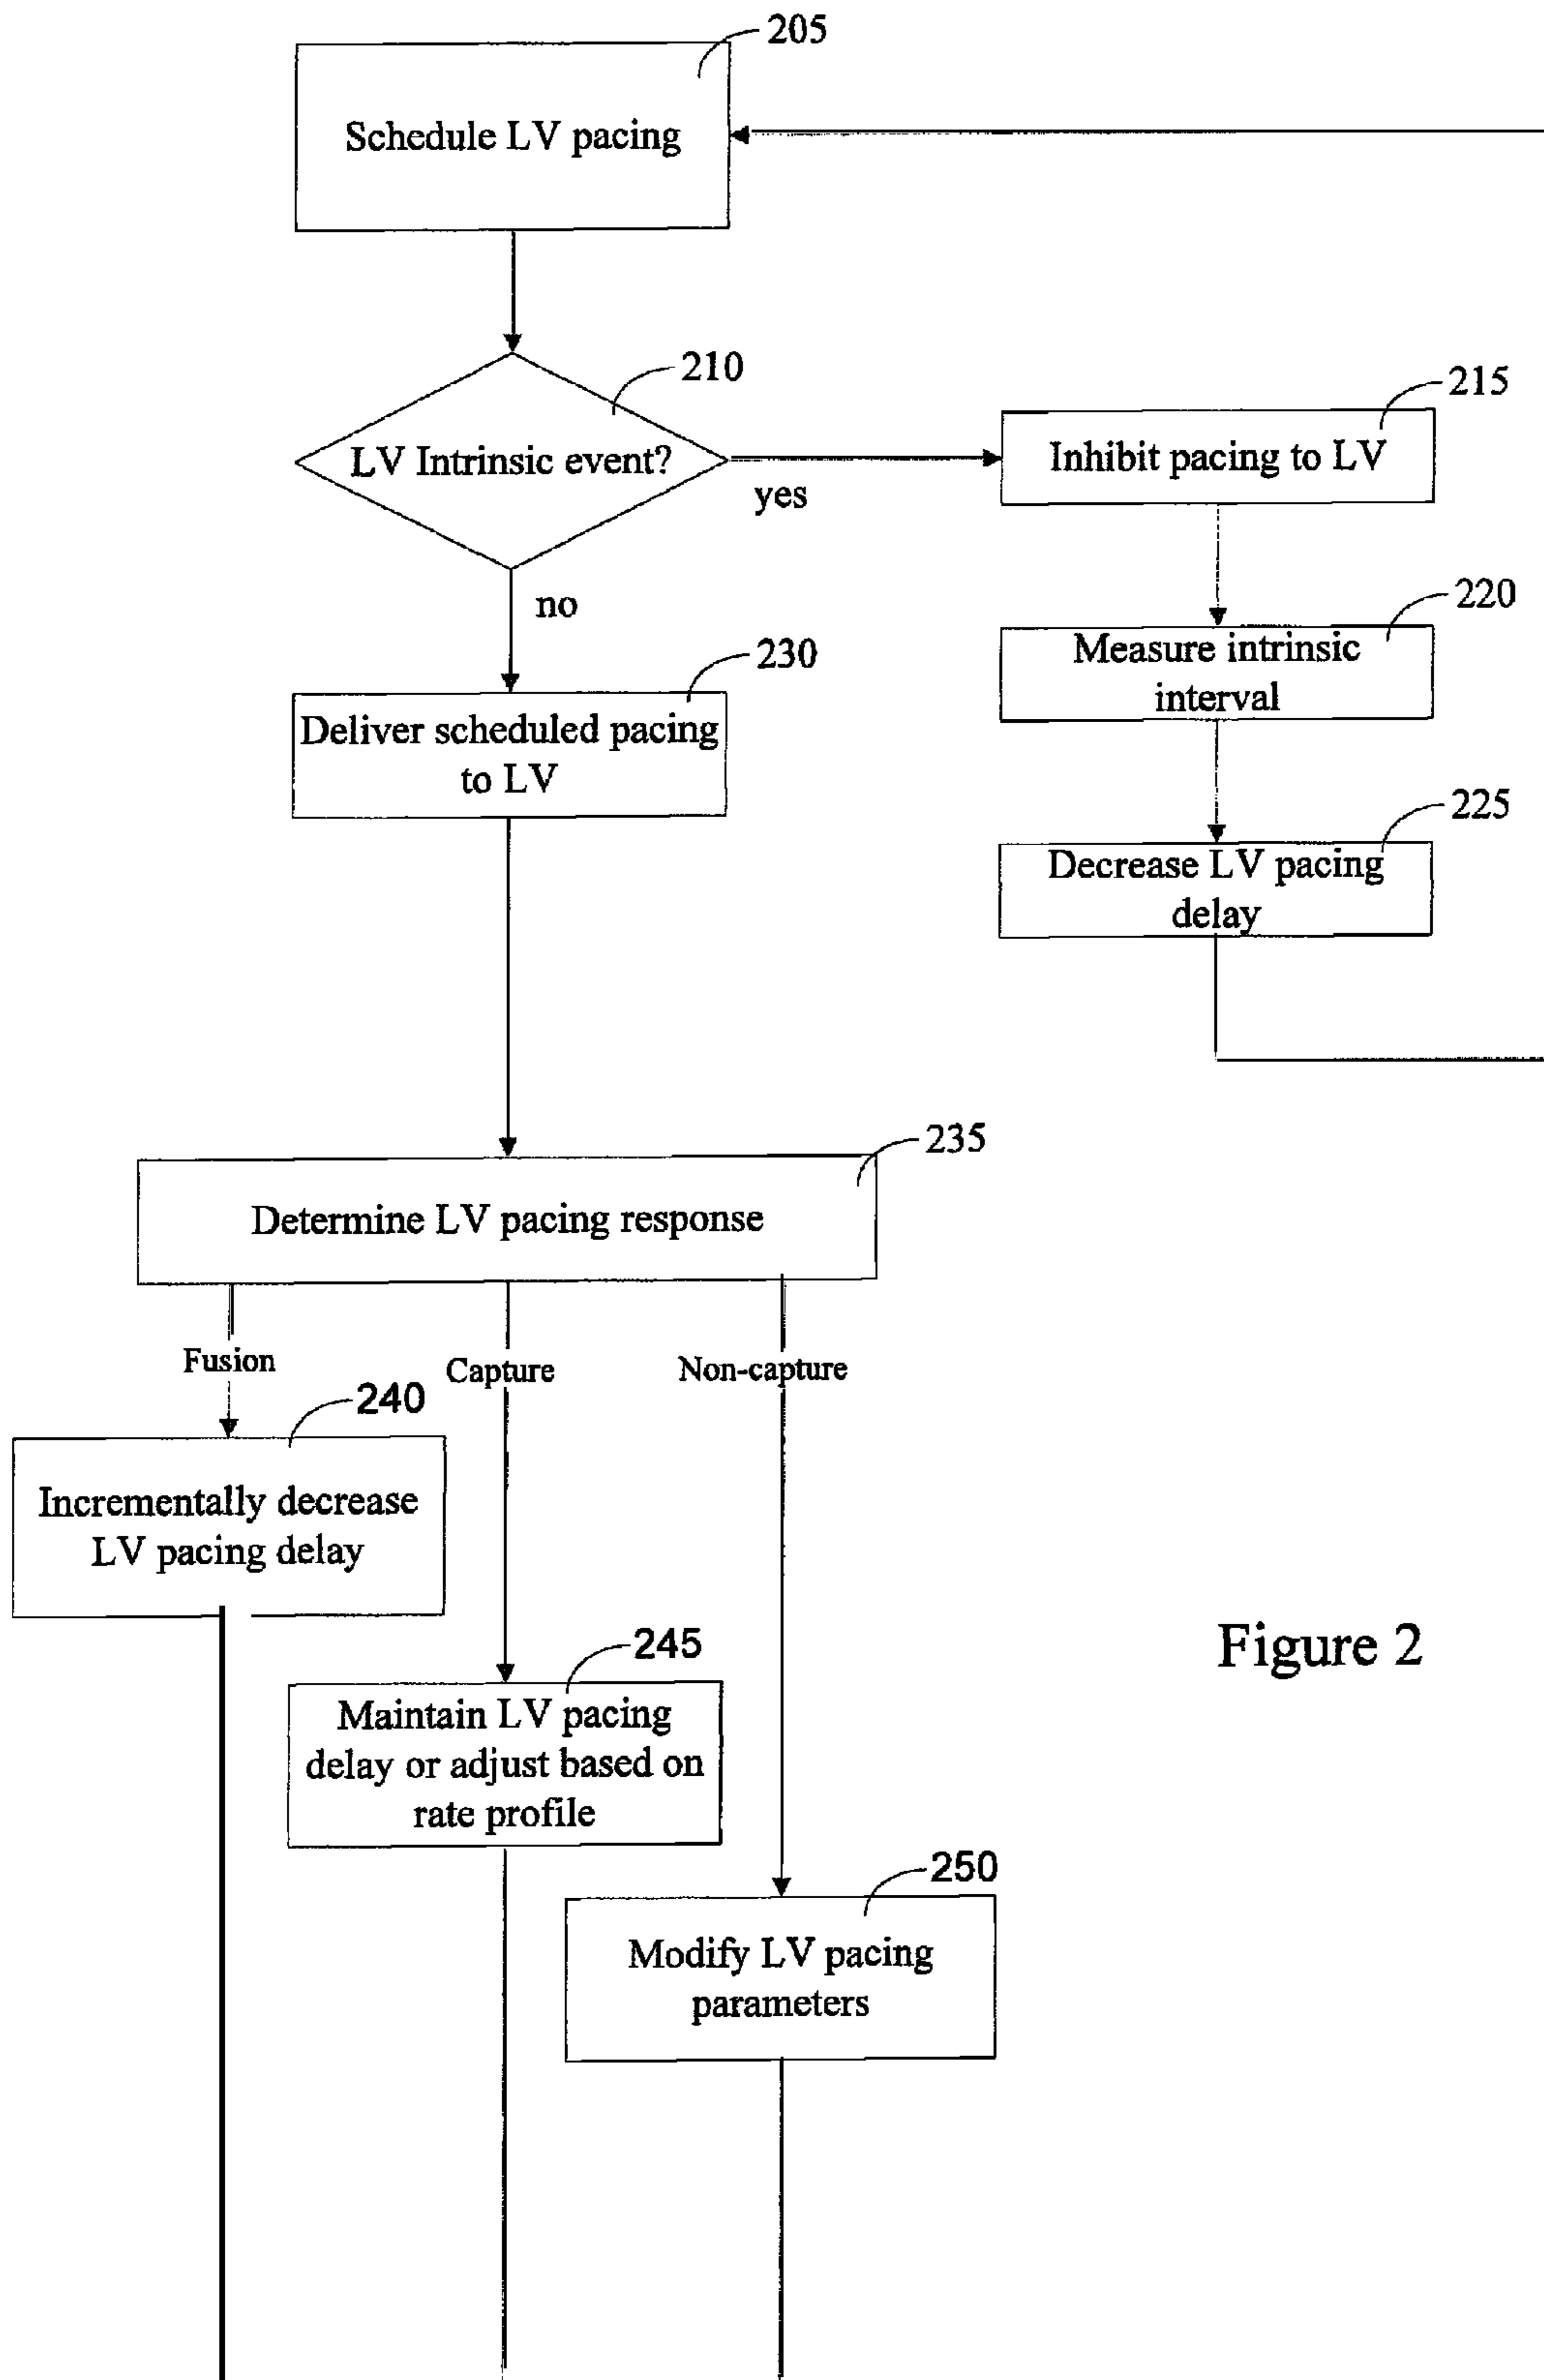 205
Schedule LV pacing
210
LV Intrinsic event?
yes
no
215
Inhibit pacing to LV
220
Measure intrinsic
interval
225
Decrease LV pacing
delay
230
Deliver scheduled pacing
to LV
235
Determine LV pacing response
Fusion
Capture
Non-capture
240
Incrementally decrease
LV pacing delay
245
Maintain LV pacing
delay or adjust based on
rate profile
250
Modify LV pacing
parameters
Figure 2